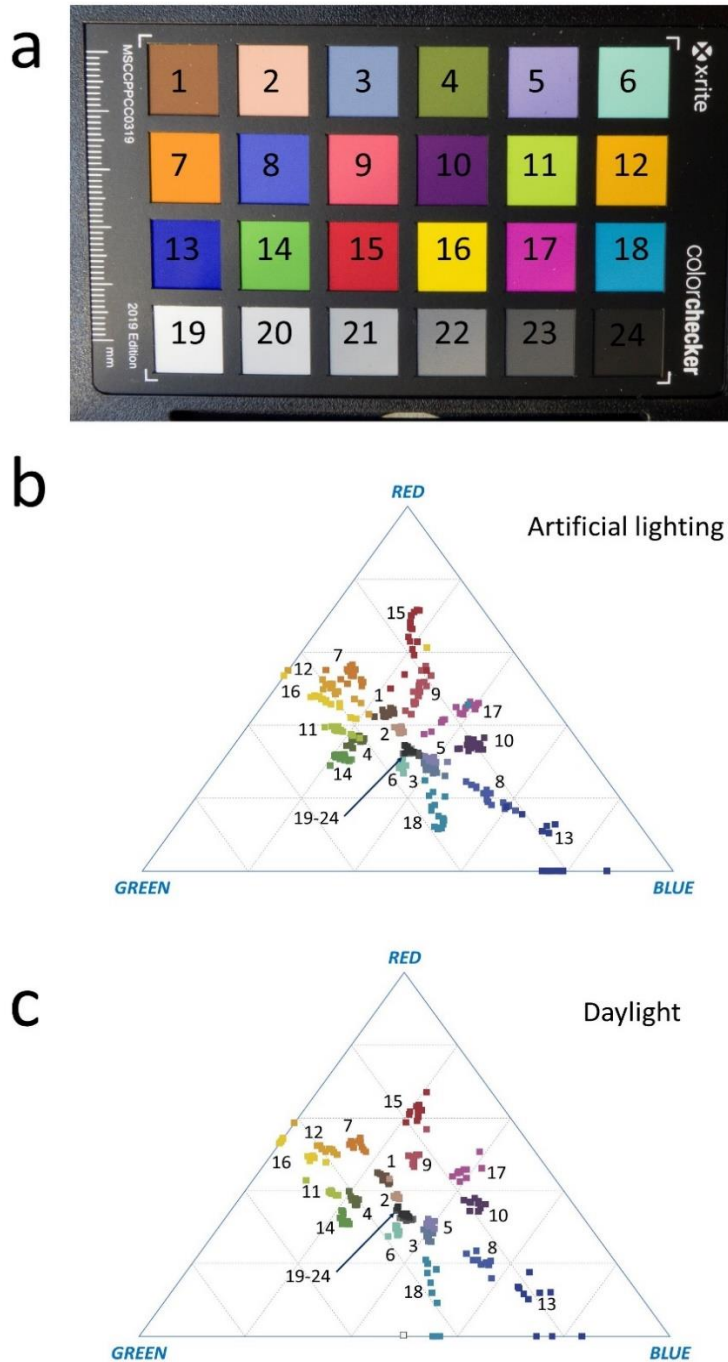 a
MSCCPPCC0319
1 2 3 4 5 6
x·rite
7 8 9 10 11 12
13 14 15 16 17 18
colorchecker
19 20 21 22 23 24
2019 Edition
mm
b
RED
Artificial lighting
15
12 7
16
9
1
17
11
2
10
4
5
14
6 3
8
19-24
18
13
GREEN
BLUE
c
RED
Daylight
15
12 7
16
1 9
17
11
2
10
14 4
5
6 3
8
19-24
18
13
GREEN
BLUE